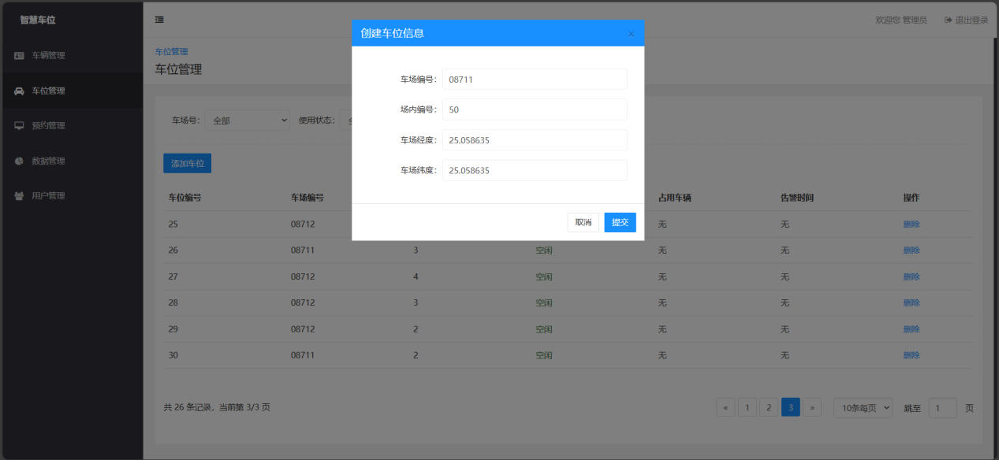 智慧车位
欢迎您 管理员 退出登录
车辆管理
车位管理
预约管理
数据管理
用户管理
车位管理
车位管理
创建车位信息 ×
车场编号： 08711
场内编号： 50
车场经度： 25.058635
车场纬度： 25.058635
取消 提交
车场号： 全部 使用状态：
添加车位
车位编号 车场编号 占用车辆 告警时间 操作
25 08712 无 无 删除
26 08711 3 空闲 无 无 删除
27 08712 4 空闲 无 无 删除
28 08712 3 空闲 无 无 删除
29 08712 2 空闲 无 无 删除
30 08711 2 空闲 无 无 删除
共 26 条记录，当前第 3/3 页
« 1 2 3 » 10条每页 跳至 1 页